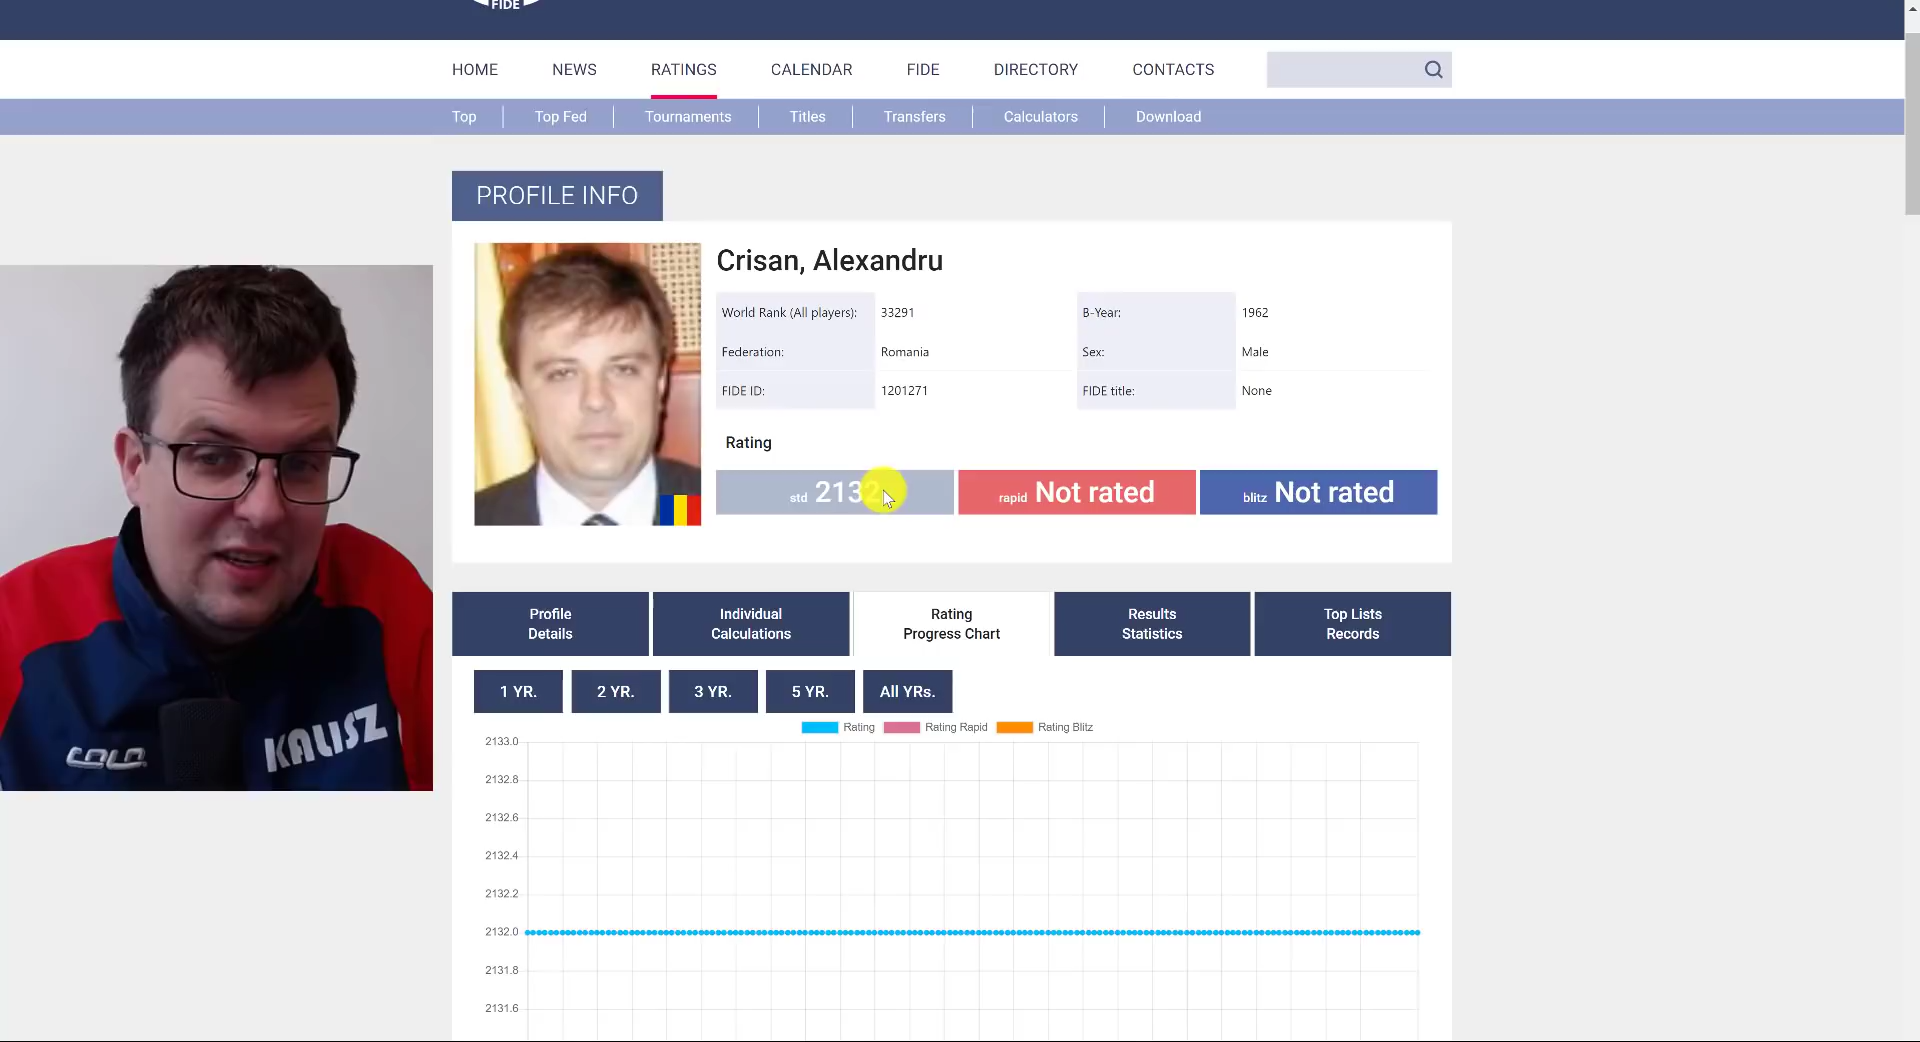 FIDE
HOME NEWS RATINGS CALENDAR FIDE DIRECTORY CONTACTS
Top Top Fed Tournaments Titles Transfers Calculators Download
PROFILE INFO
Crisan, Alexandru
World Rank (All players): 33291 B-Year: 1962
Federation: Romania Sex: Male
FIDE ID: 1201271 FIDE title: None
Rating
std 2132 rapid Not rated blitz Not rated
Profile Details
Individual Calculations
Rating Progress Chart
Results Statistics
Top Lists Records
1 YR. 2 YR. 3 YR. 5 YR. All YRs.
Rating Rating Rapid Rating Blitz
2133.0
2132.8
2132.6
2132.4
2132.2
2132.0
2131.8
2131.6
COLO KALISZ